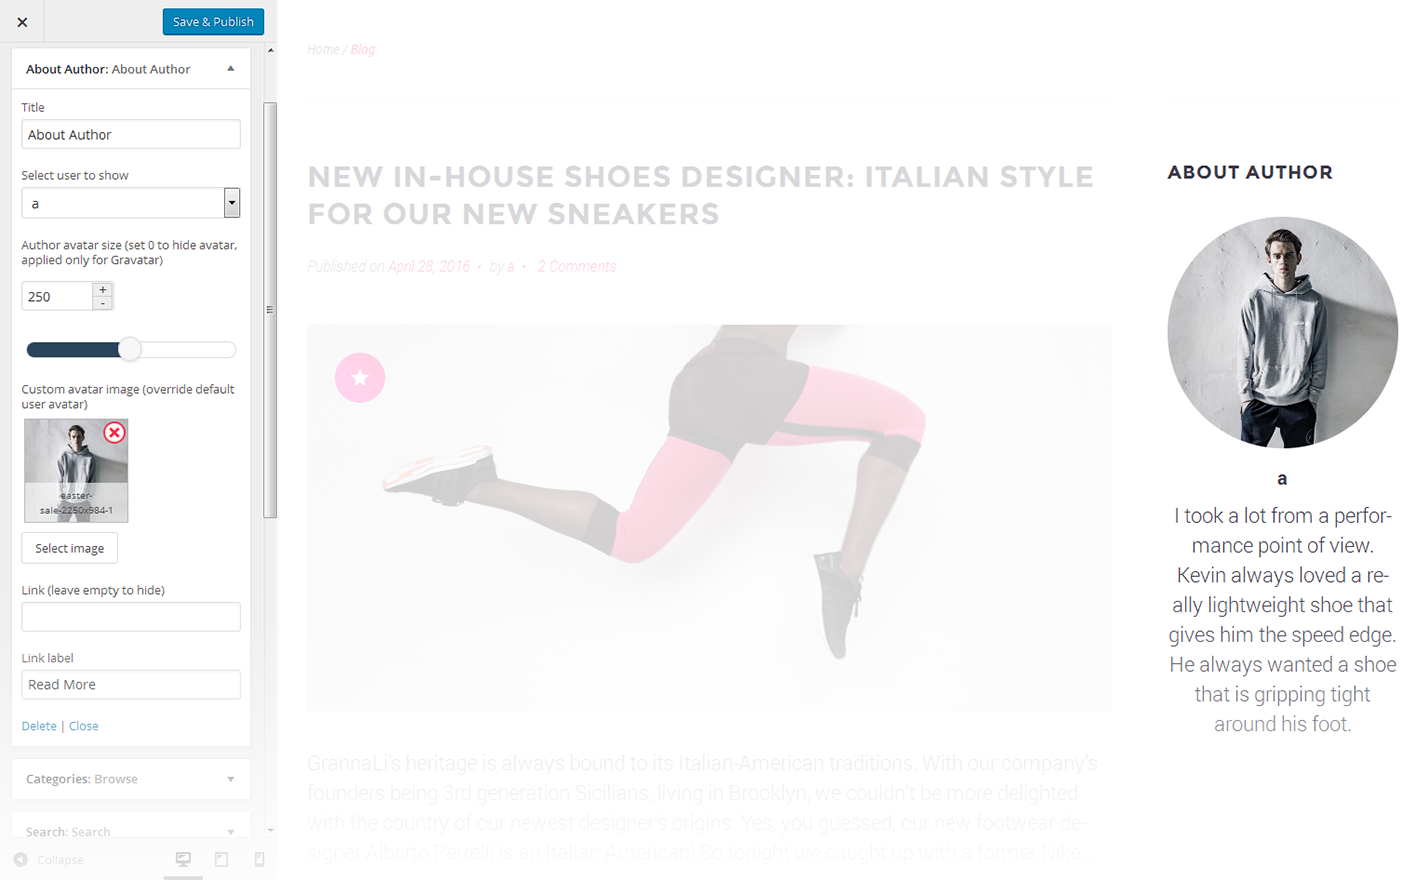 Save & Publish
About Author: About Author
Title
About Author
Select user to show
a
Author avatar size (set 0 to hide avatar,
applied only for Gravatar)
250
+
-
Custom avatar image (override default
user avatar)
easter-
sale-2250x984-1
Select image
Link (leave empty to hide)
Link label
Read More
Delete | Close
Categories: Browse
Search: Search
Collapse
Home / Blog
NEW IN-HOUSE SHOES DESIGNER: ITALIAN STYLE
FOR OUR NEW SNEAKERS
Published on April 28, 2016 • by a • 2 Comments
GrannaLi's heritage is always bound to its Italian-American traditions. With our company's
founders being 3rd generation Sicilians, living in Brooklyn, we couldn't be more delighted
with the country of our newest designer's origins. Yes, you guessed, our new footwear de-
signer Alberto Perrelli is an Italian American! So tonight we caught up with a former Nike...
ABOUT AUTHOR
a
I took a lot from a perfor-
mance point of view.
Kevin always loved a re-
ally lightweight shoe that
gives him the speed edge.
He always wanted a shoe
that is gripping tight
around his foot.